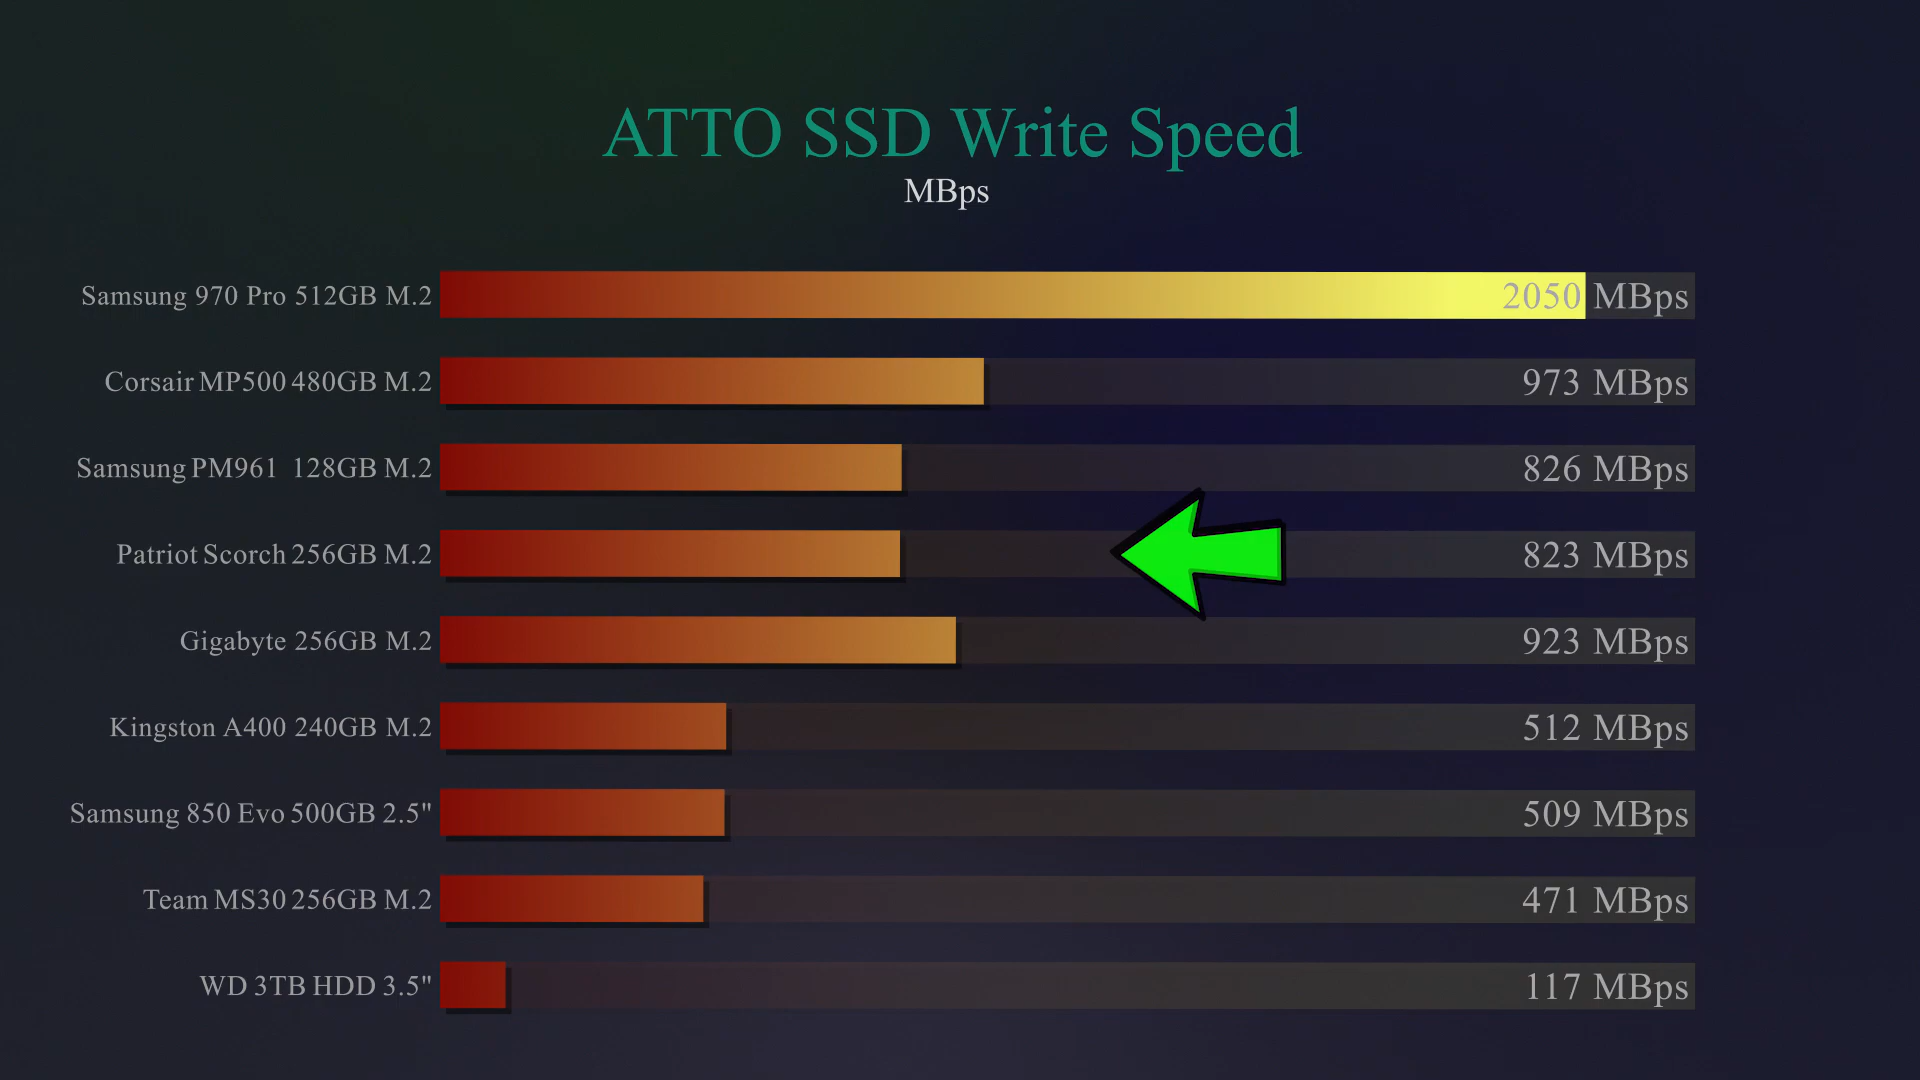 ATTO SSD Write Speed
MBps
Samsung 970 Pro 512GB M.2 2050 MBps
Corsair MP500 480GB M.2 973 MBps
Samsung PM961 128GB M.2 826 MBps
Patriot Scorch 256GB M.2 823 MBps
Gigabyte 256GB M.2 923 MBps
Kingston A400 240GB M.2 512 MBps
Samsung 850 Evo 500GB 2.5" 509 MBps
Team MS30 256GB M.2 471 MBps
WD 3TB HDD 3.5" 117 MBps